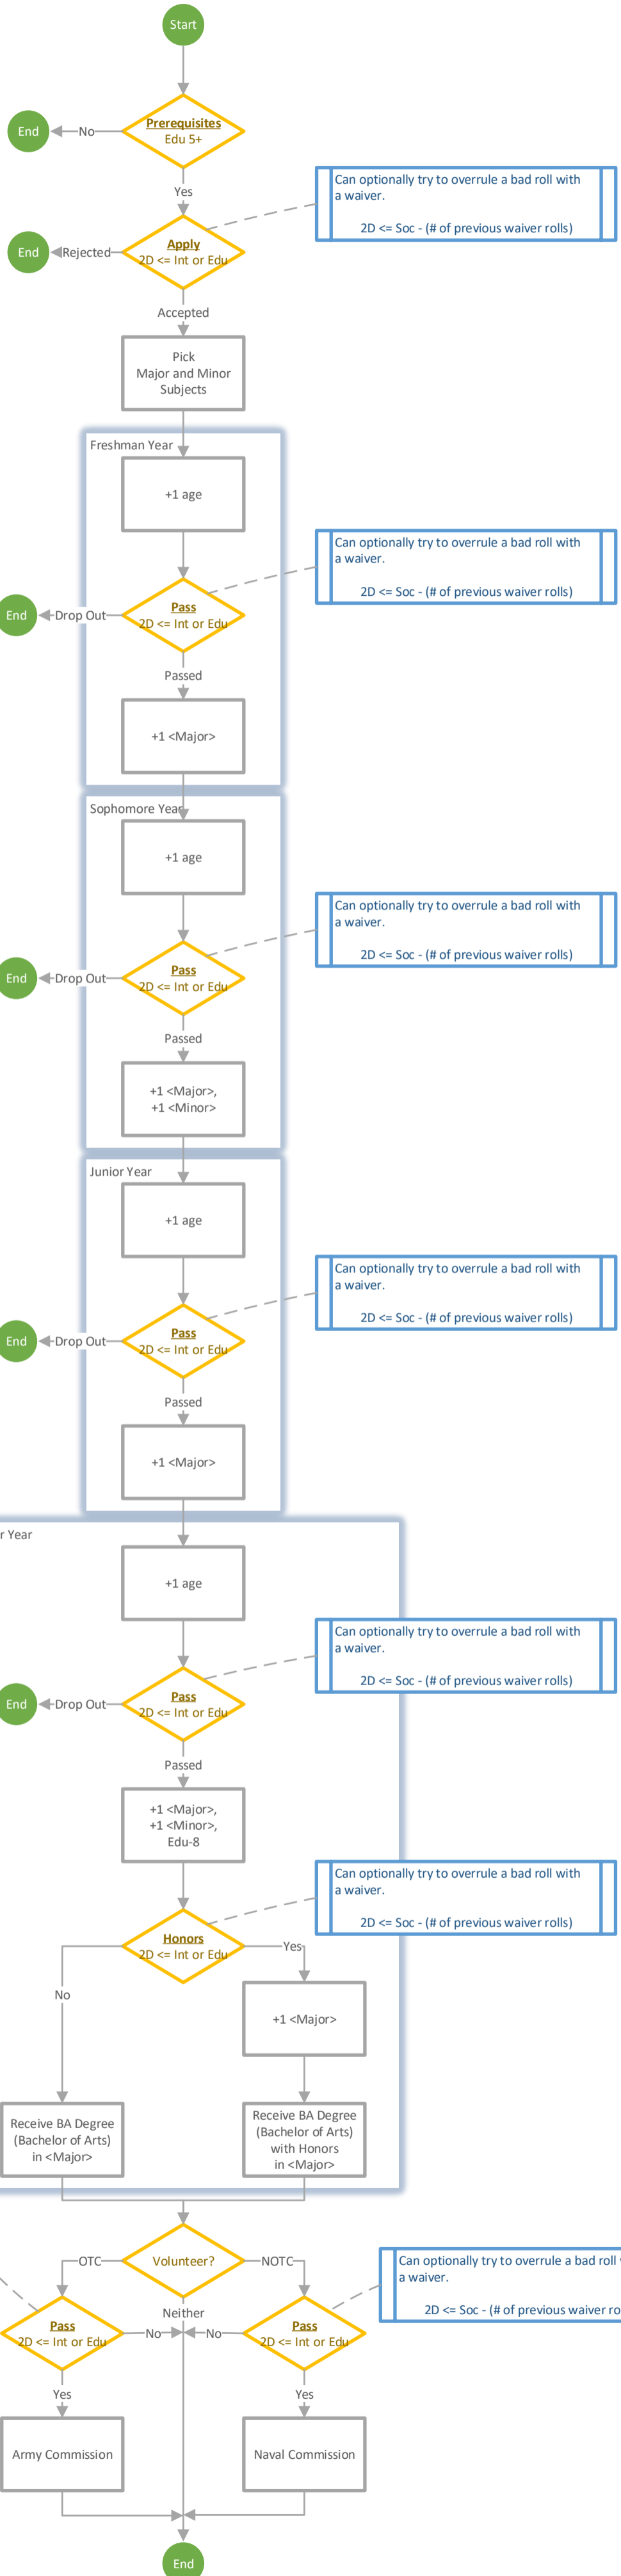 Start
Prerequisites
Edu 5+
No
End
Yes
Can optionally try to overrule a bad roll with
a waiver.
2D <= Soc - (# of previous waiver rolls)
Apply
2D <= Int or Edu
Rejected
End
Accepted
Pick
Major and Minor
Subjects
Freshman Year
+1 age
Can optionally try to overrule a bad roll with
a waiver.
2D <= Soc - (# of previous waiver rolls)
Pass
2D <= Int or Edu
Drop Out
End
Passed
+1 <Major>
Sophomore Year
+1 age
Can optionally try to overrule a bad roll with
a waiver.
2D <= Soc - (# of previous waiver rolls)
Pass
2D <= Int or Edu
Drop Out
End
Passed
+1 <Major>,
+1 <Minor>
Junior Year
+1 age
Can optionally try to overrule a bad roll with
a waiver.
2D <= Soc - (# of previous waiver rolls)
Pass
2D <= Int or Edu
Drop Out
End
Passed
+1 <Major>
r Year
+1 age
Can optionally try to overrule a bad roll with
a waiver.
2D <= Soc - (# of previous waiver rolls)
Pass
2D <= Int or Edu
Drop Out
End
Passed
+1 <Major>,
+1 <Minor>,
Edu-8
Can optionally try to overrule a bad roll with
a waiver.
2D <= Soc - (# of previous waiver rolls)
Honors
2D <= Int or Edu
Yes
No
+1 <Major>
Receive BA Degree
(Bachelor of Arts)
in <Major>
Receive BA Degree
(Bachelor of Arts)
with Honors
in <Major>
Volunteer?
OTC
NOTC
Neither
Can optionally try to overrule a bad roll
a waiver.
2D <= Soc - (# of previous waiver ro
Pass
2D <= Int or Edu
No
No
Pass
2D <= Int or Edu
Yes
Yes
Army Commission
Naval Commission
End